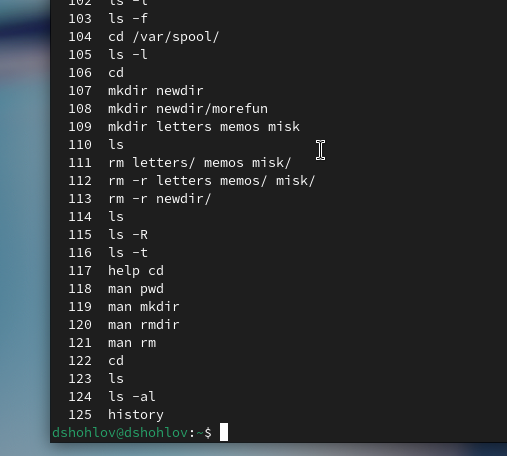 102 ls -l
103 ls -f
104 cd /var/spool/
105 ls -l
106 cd
107 mkdir newdir
108 mkdir newdir/morefun
109 mkdir letters memos misk
110 ls
111 rm letters/ memos misk/
112 rm -r letters memos/ misk/
113 rm -r newdir/
114 ls
115 ls -R
116 ls -t
117 help cd
118 man pwd
119 man mkdir
120 man rmdir
121 man rm
122 cd
123 ls
124 ls -al
125 history
dshohlov@dshohlov:~$